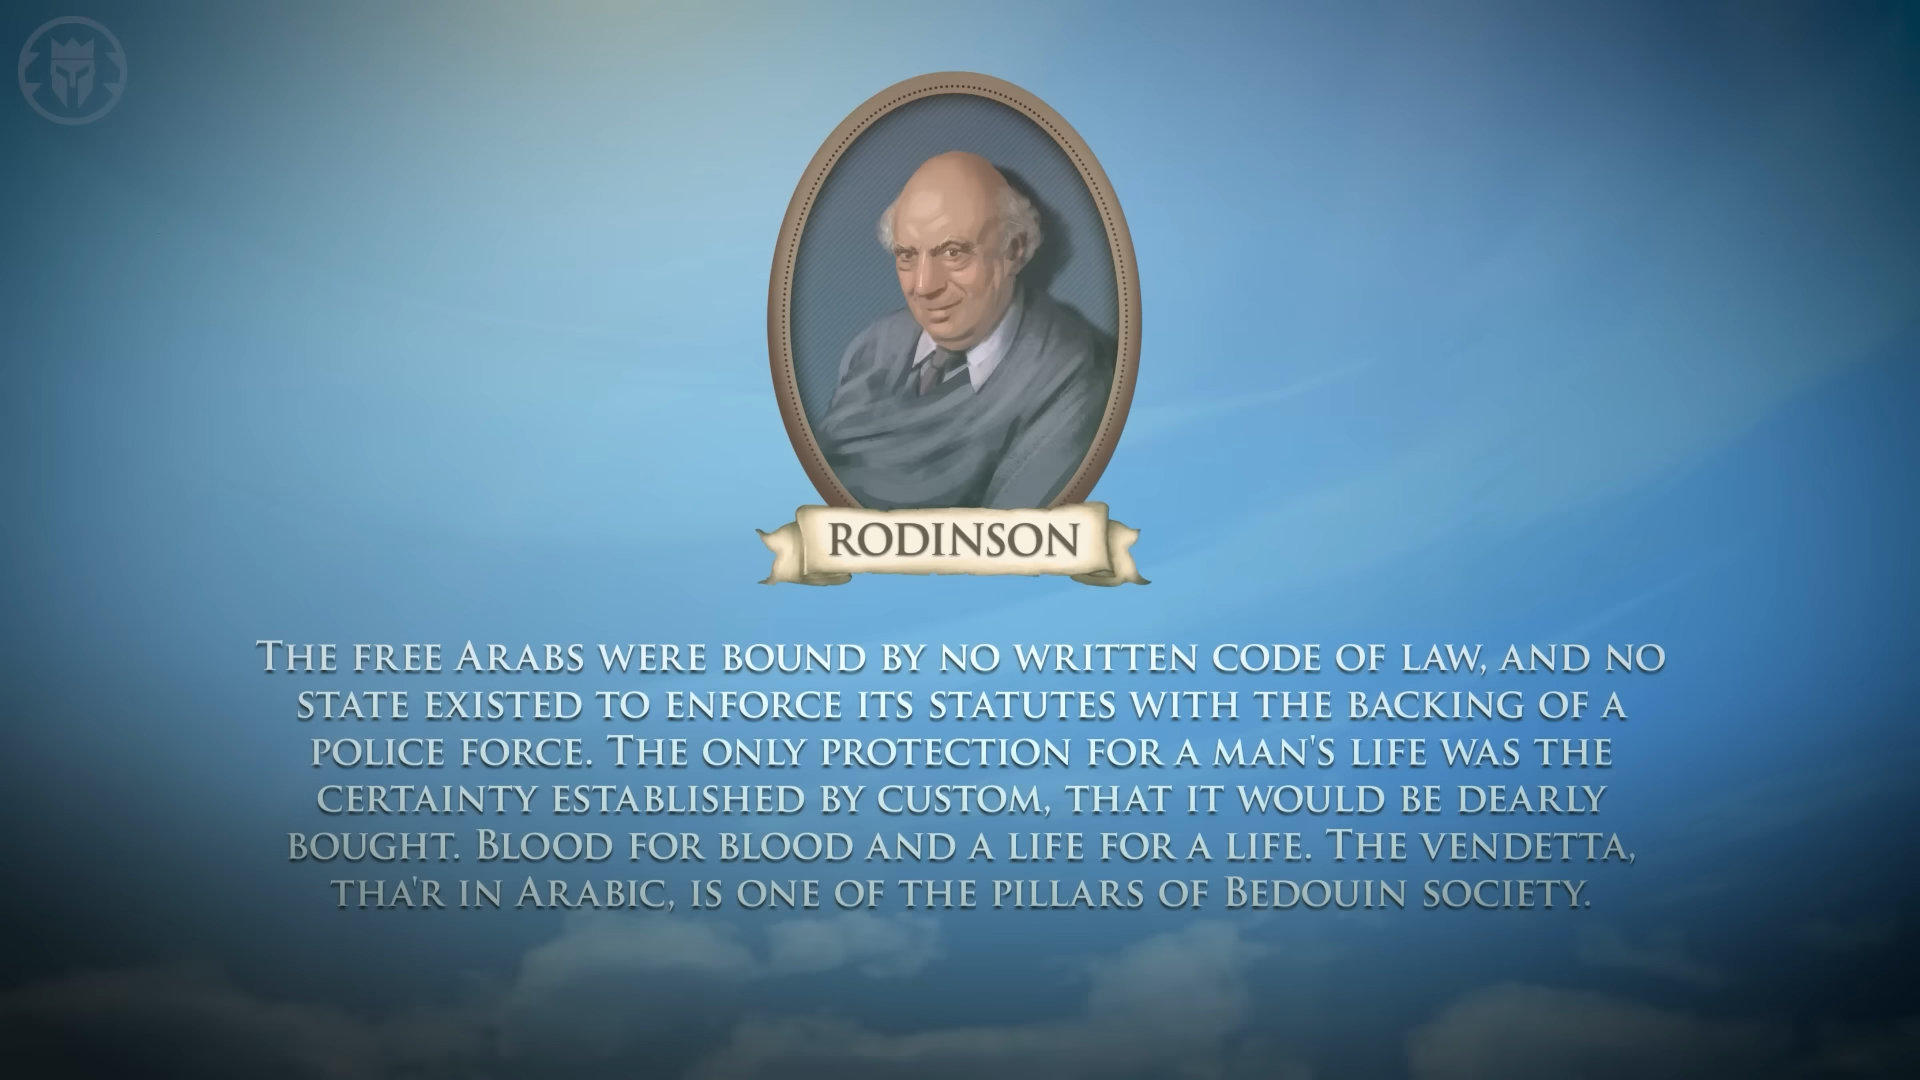 RODINSON
The free Arabs were bound by no written code of law, and no
state existed to enforce its statutes with the backing of a
police force. The only protection for a man's life was the
certainty established by custom, that it would be dearly
bought. Blood for blood and a life for a life. The vendetta,
tha'r in Arabic, is one of the pillars of Bedouin society.